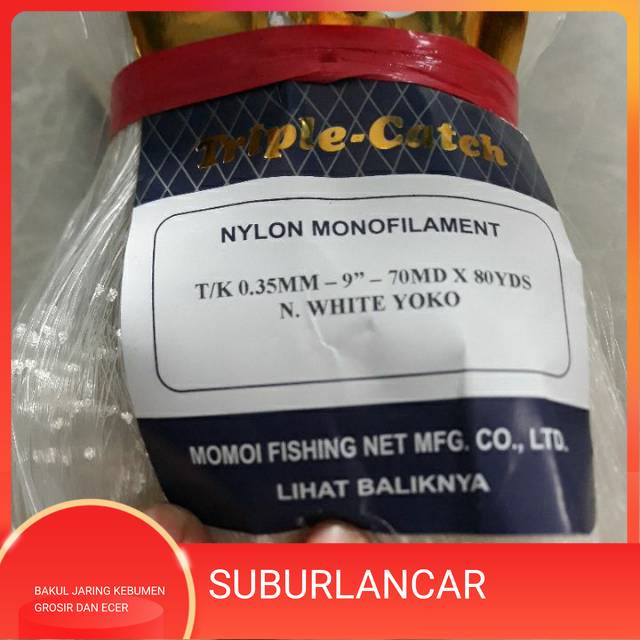 Triple-Catch
NYLON MONOFILAMENT
T/K 0.35MM – 9” – 70MD X 80YDS
N. WHITE YOKO
MOMOI FISHING NET MFG. CO., LTD.
LIHAT BALIKNYA
BAKUL JARING KEBUMEN
GROSIR DAN ECER
SUBURLANCAR